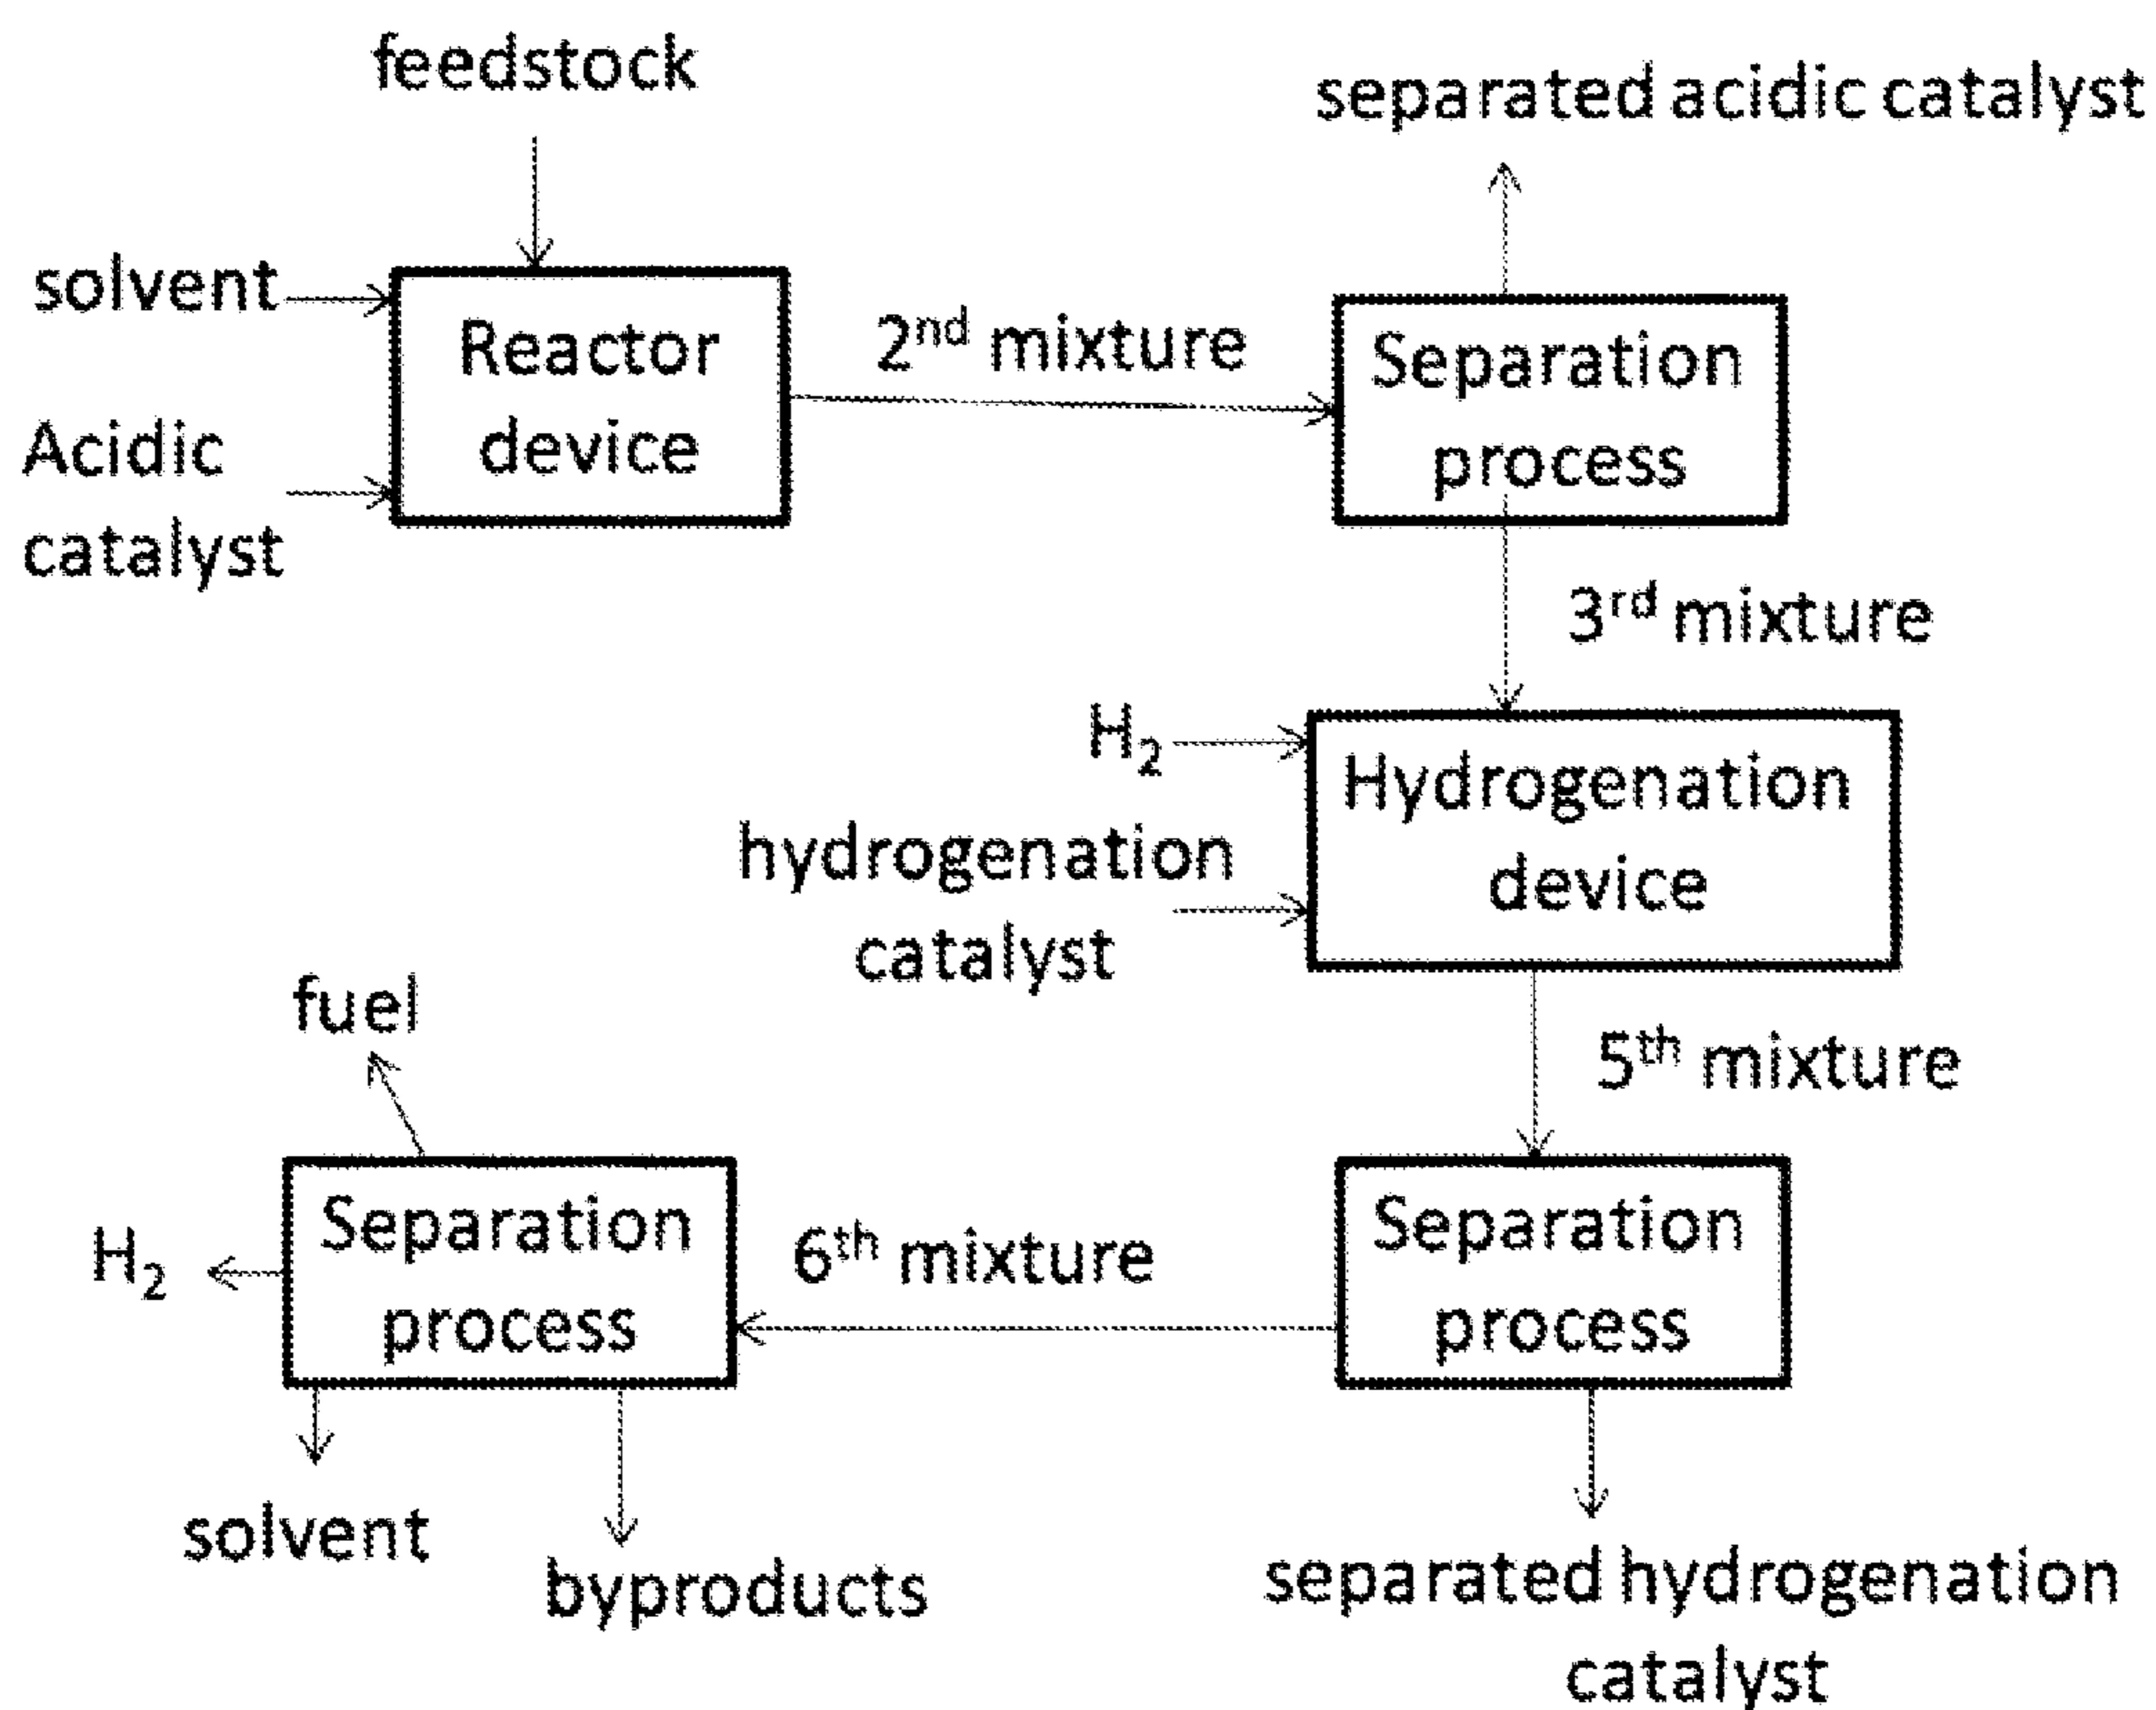 feedstock
separated acidic catalyst
solvent
Reactor
device
2nd mixture
Separation
process
Acidic
catalyst
3rd mixture
H2
Hydrogenation
device
hydrogenation
catalyst
fuel
5th mixture
Separation
process
H2
6th mixture
Separation
process
solvent
byproducts
separated hydrogenation
catalyst